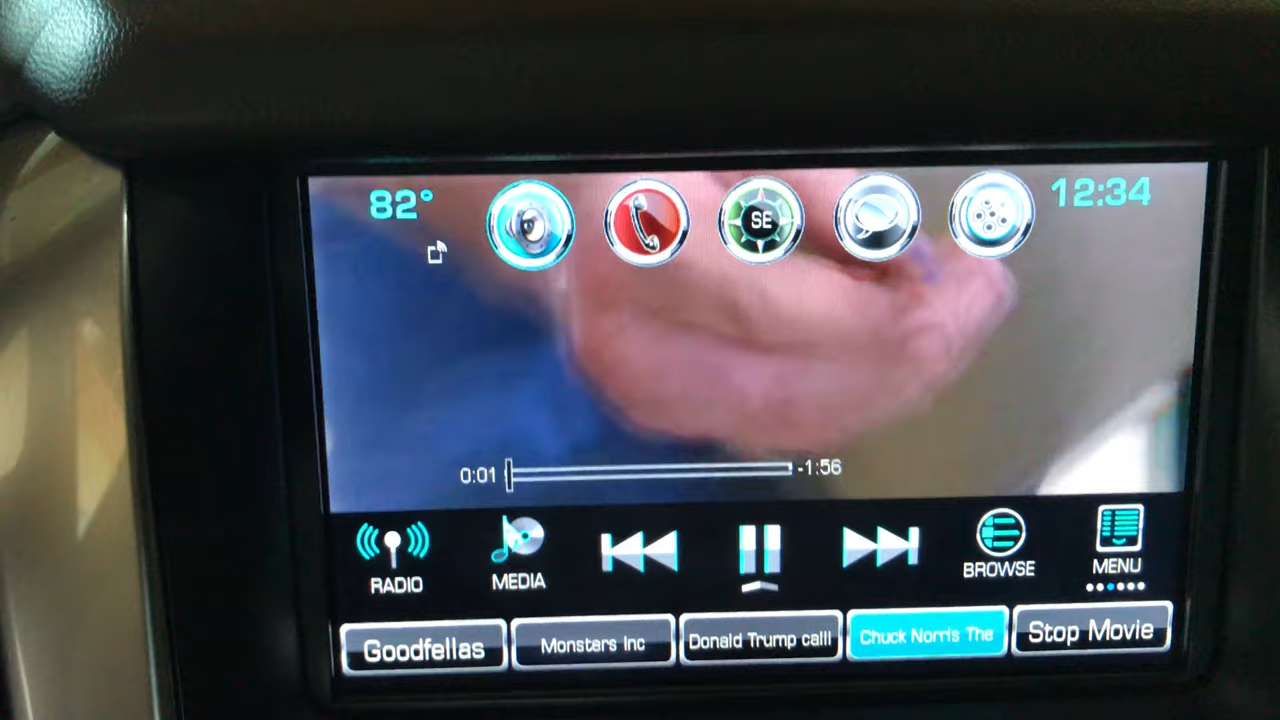 82°
SE
12:34
0:01
-1:56
RADIO
MEDIA
BROWSE
MENU
Goodfellas
Monsters Inc
Donald Trump calll
Chuck Norris The
Stop Movie